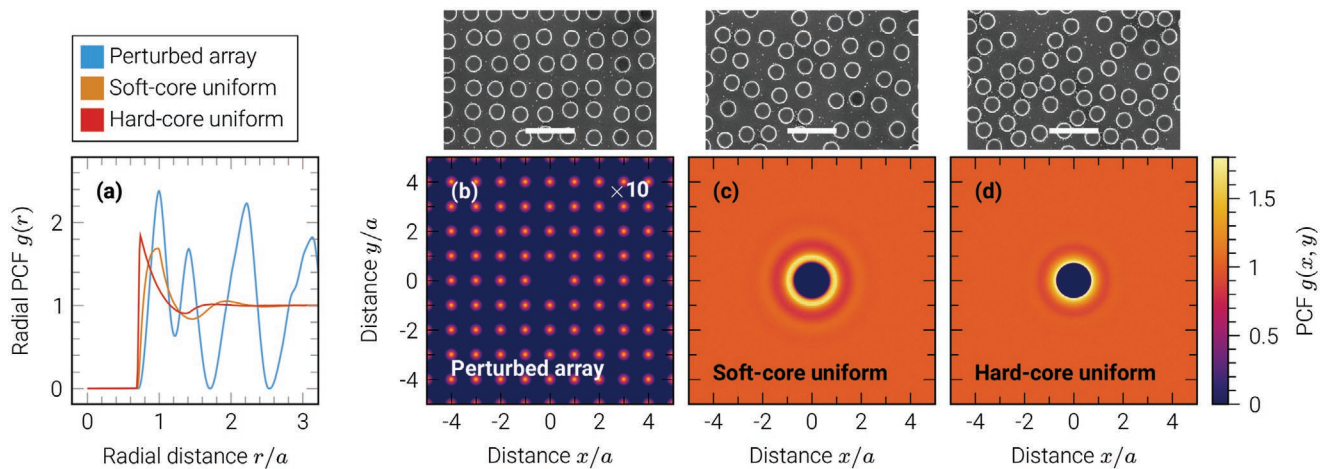 Perturbed array
Soft-core uniform
Hard-core uniform
(a)
Radial PCF g(r)
2
1
0
0 1 2 3
Radial distance r/a
(b)
×10
Perturbed array
Distance y/a
4
2
0
-2
-4
-4 -2 0 2 4
Distance x/a
(c)
Soft-core uniform
-4 -2 0 2 4
Distance x/a
(d)
Hard-core uniform
-4 -2 0 2 4
Distance x/a
1.5
1
0.5
0
PCF g(x, y)